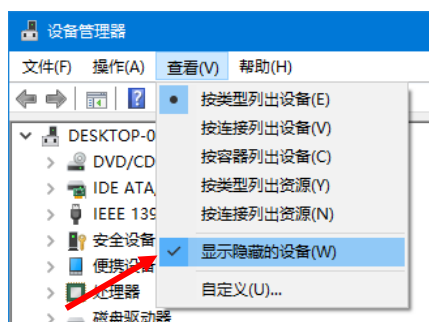 设备管理器
文件(F) 操作(A) 查看(V) 帮助(H)
按类型列出设备(E)
按连接列出设备(V)
按容器列出设备(C)
按类型列出资源(Y)
按连接列出资源(N)
显示隐藏的设备(W)
自定义(U)...
DESKTOP-0
DVD/CD
IDE ATA
IEEE 139
安全设备
便携设备
处理器
磁盘驱动器